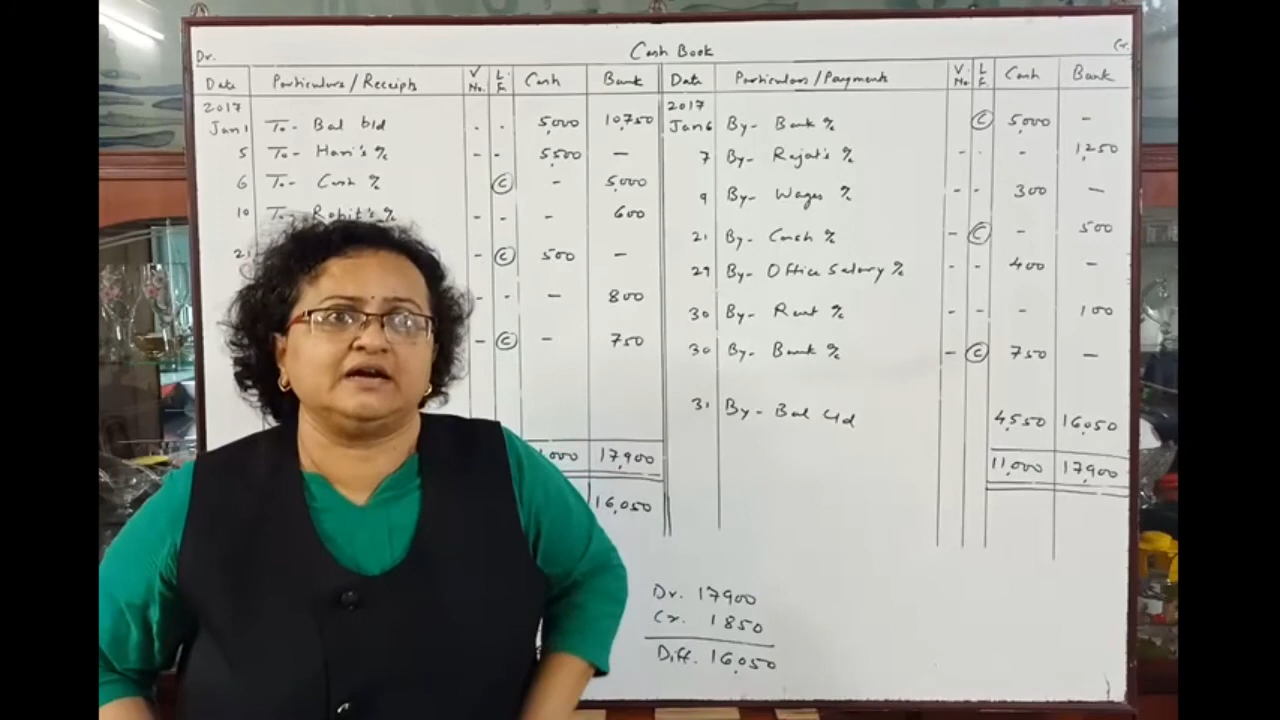 Cash Book
Dr. Cr.
Date Particulars/Receipts V. No. L. F. Cash Bank Date Particulars/Payments V. No. L. F. Cash Bank
2017 2017
Jan 1 To- Bal b/d - - 5,000 10,750 Jan 6 By- Bank % C 5,000 -
5 To- Hari's % - - 5,500 - 7 By- Rajat's % - - - 1,250
6 To- Cash % C - 5,000 9 By- Wages % - - 300 -
10 To- Rohit's % - - - 600 21 By- Cash % - C - 500
21 - C 500 - 29 By- Office Salary % - - 400 -
- - - 800 30 By- Rent % - - - 100
- C - 750 30 By- Bank % - C 750 -
31 By- Bal c/d 4,550 16,050
,000 17,900 11,000 17,900
16,050
Dr. 17900
Cr. 1850
Diff. 16,050